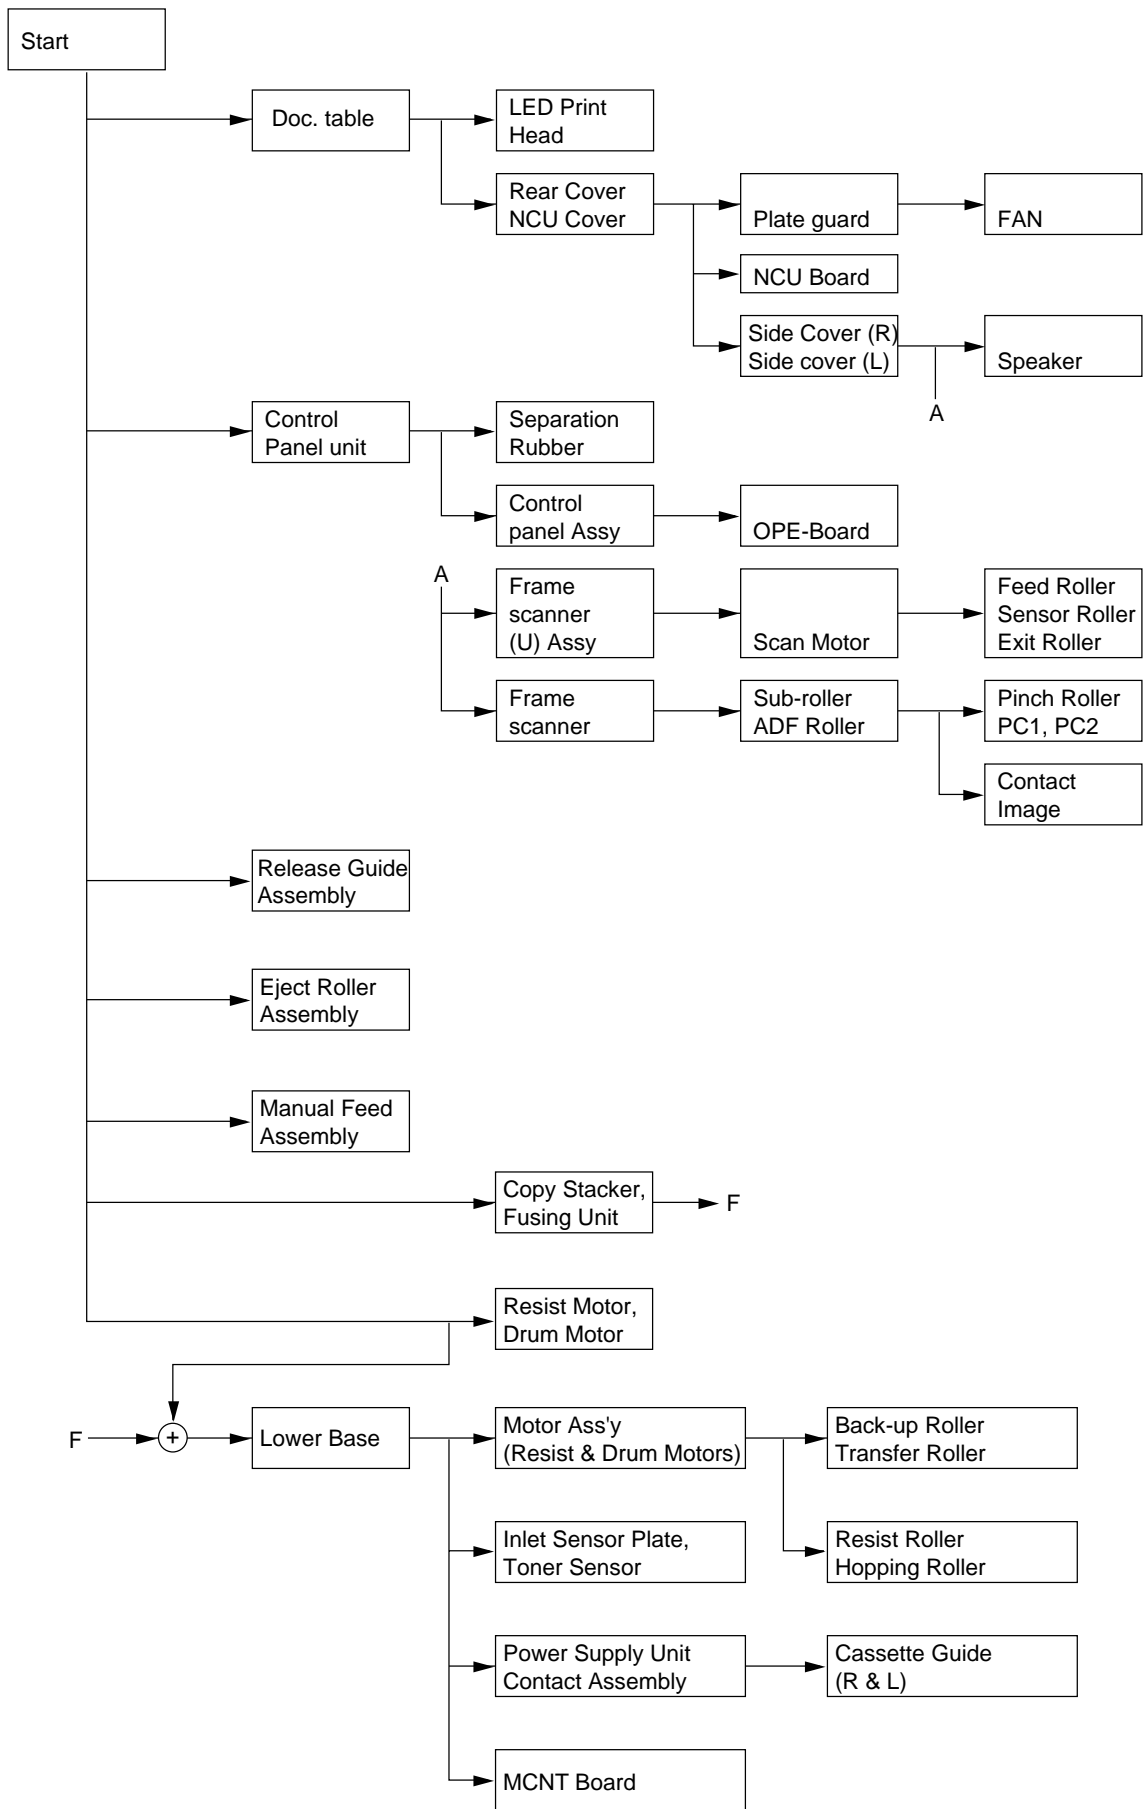 Start
Doc. table
LED Print
Head
Rear Cover
NCU Cover
Plate guard
FAN
NCU Board
Side Cover (R)
Side cover (L)
Speaker
A
Control
Panel unit
Separation
Rubber
Control
panel Assy
OPE-Board
A
Frame
scanner
(U) Assy
Scan Motor
Feed Roller
Sensor Roller
Exit Roller
Frame
scanner
Sub-roller
ADF Roller
Pinch Roller
PC1, PC2
Contact
Image
Release Guide
Assembly
Eject Roller
Assembly
Manual Feed
Assembly
Copy Stacker,
Fusing Unit
F
Resist Motor,
Drum Motor
F
+
Lower Base
Motor Ass'y
(Resist & Drum Motors)
Back-up Roller
Transfer Roller
Inlet Sensor Plate,
Toner Sensor
Resist Roller
Hopping Roller
Power Supply Unit
Contact Assembly
Cassette Guide
(R & L)
MCNT Board